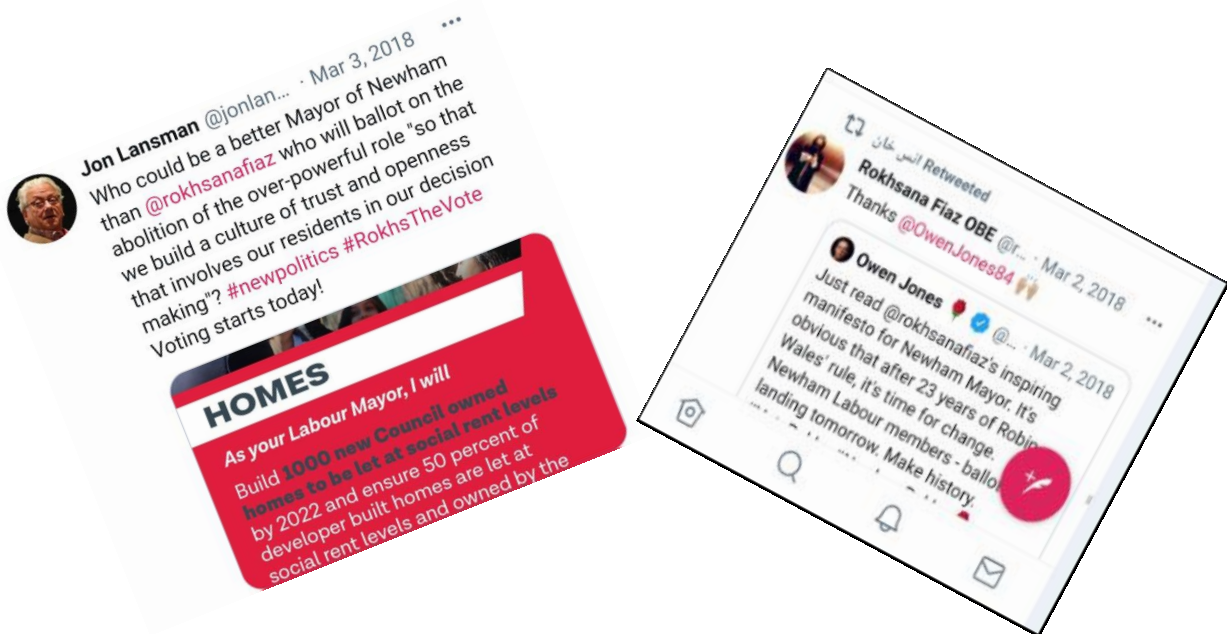 Jon Lansman @jonlan... · Mar 3, 2018
Who could be a better Mayor of Newham
than @rokhsanafiaz who will ballot on the
abolition of the over-powerful role "so that
we build a culture of trust and openness
that involves our residents in our decision
making"? #newpolitics #RokhsTheVote
Voting starts today!
HOMES
As your Labour Mayor, I will
Build 1000 new Council owned
homes to be let at social rent levels
by 2022 and ensure 50 percent of
developer built homes are let at
social rent levels and owned by the
انس خان Retweeted
Rokhsana Fiaz OBE @r... · Mar 2, 2018
Thanks @OwenJones84
Owen Jones @... · Mar 2, 2018
Just read @rokhsanafiaz's inspiring
manifesto for Newham Mayor. It's
obvious that after 23 years of Robin
Wales' rule, it's time for change.
Newham Labour members - ballo
landing tomorrow. Make history.